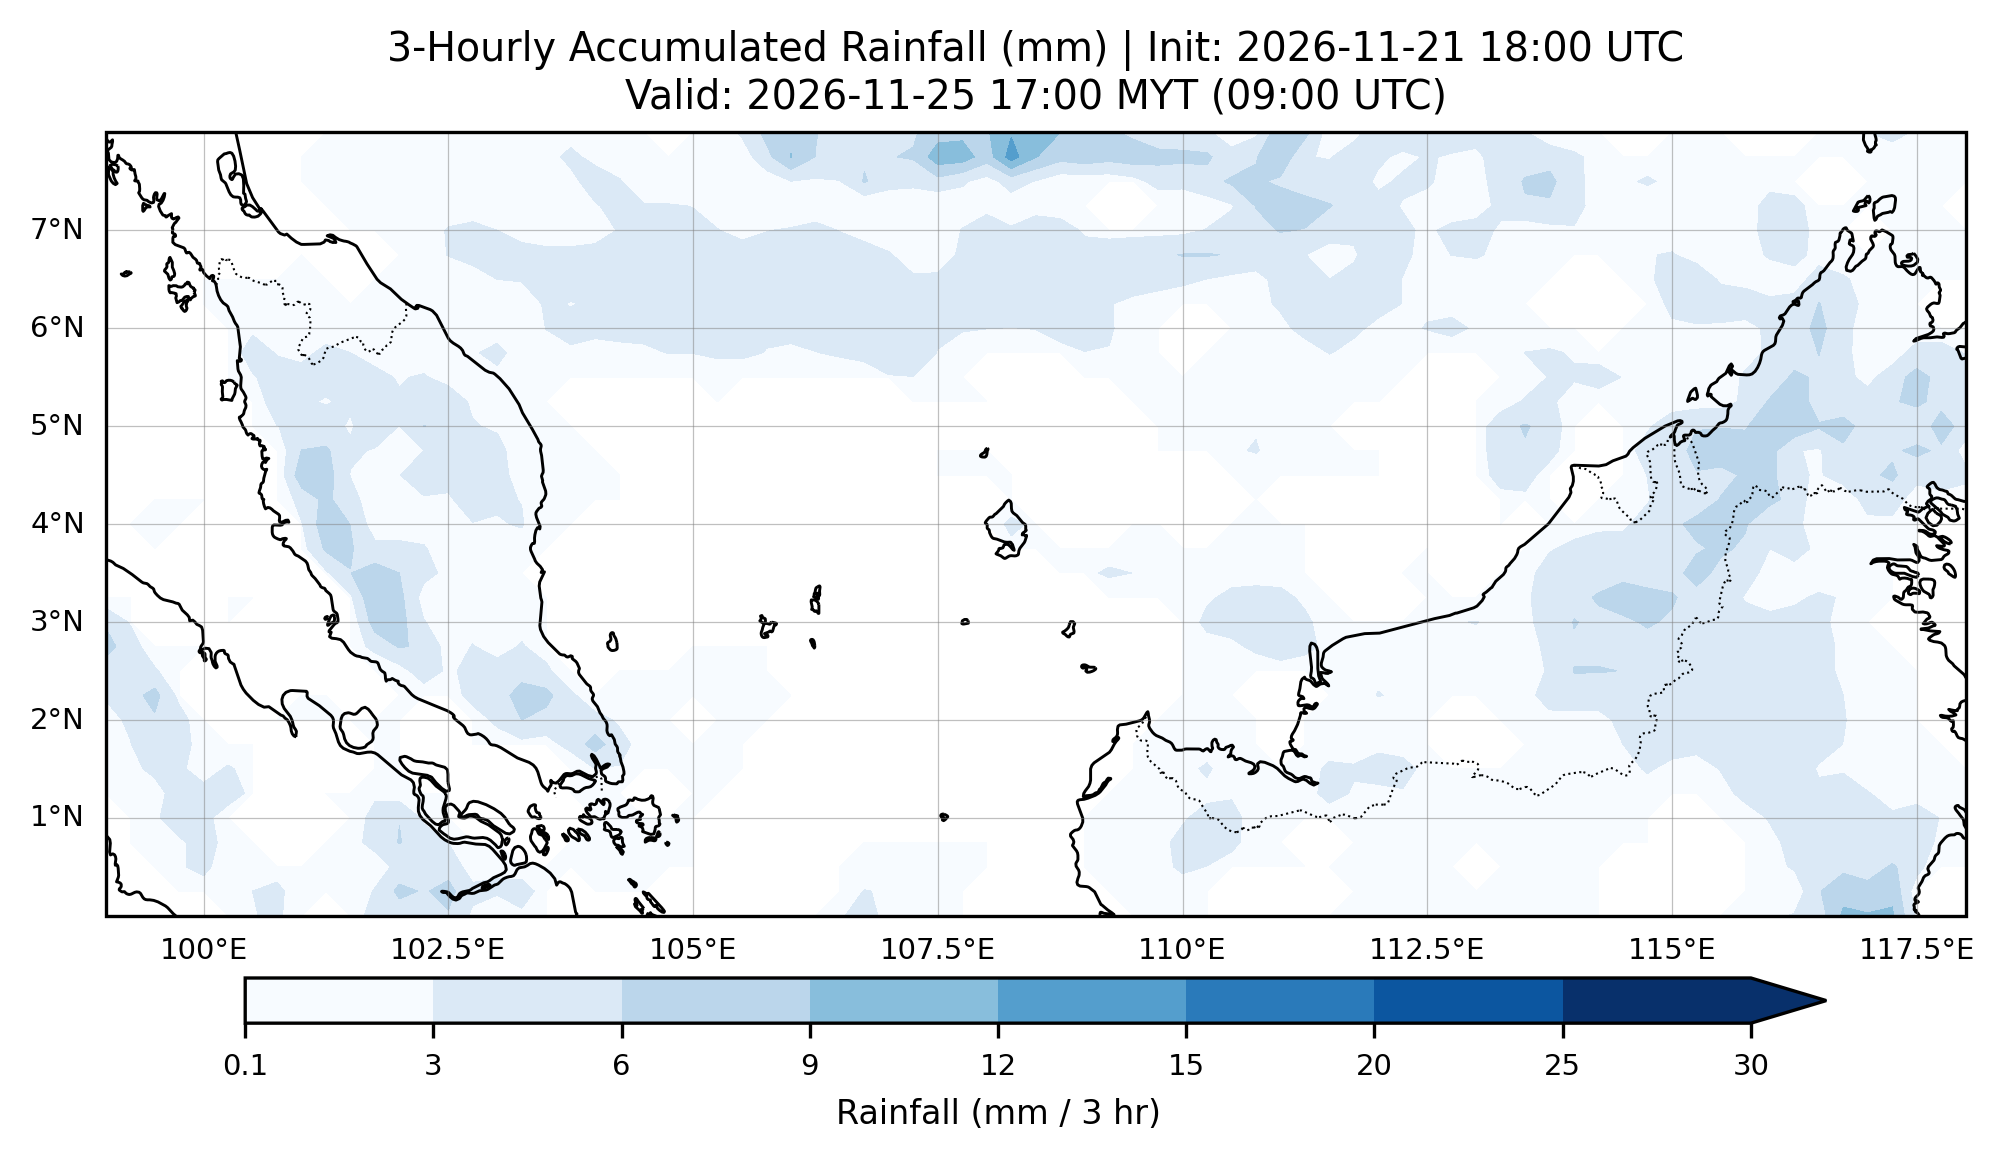 3-Hourly Accumulated Rainfall (mm) | Init: 2026-11-21 18:00 UTC
Valid: 2026-11-25 17:00 MYT (09:00 UTC)
7°N
6°N
5°N
4°N
3°N
2°N
1°N
100°E 102.5°E 105°E 107.5°E 110°E 112.5°E 115°E 117.5°E
0.1 3 6 9 12 15 20 25 30
Rainfall (mm / 3 hr)